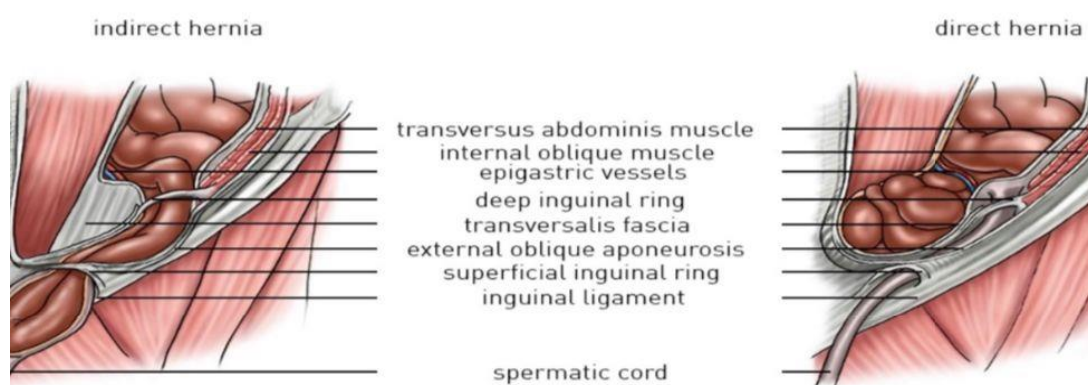 indirect hernia
direct hernia
transversus abdominis muscle
internal oblique muscle
epigastric vessels
deep inguinal ring
transversalis fascia
external oblique aponeurosis
superficial inguinal ring
inguinal ligament
spermatic cord